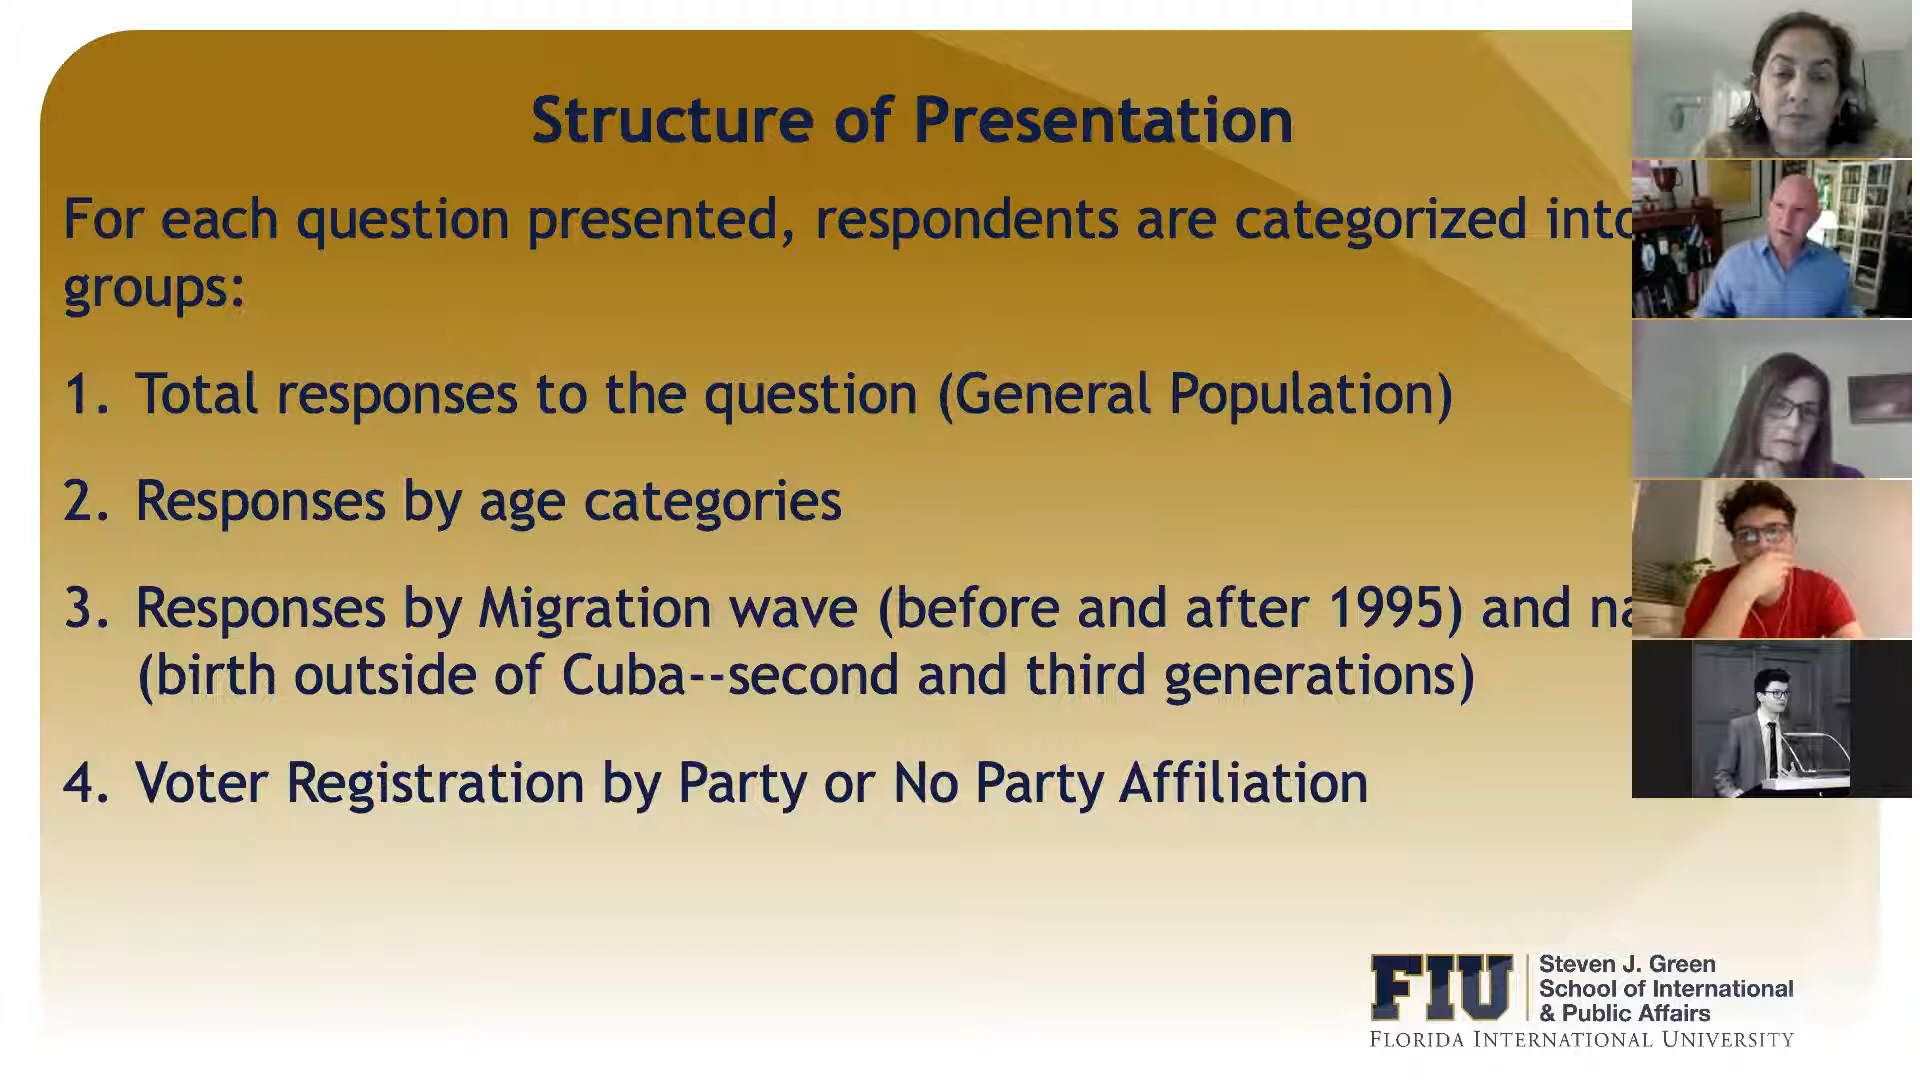 Structure of Presentation
For each question presented, respondents are categorized into
groups:
1. Total responses to the question (General Population)
2. Responses by age categories
3. Responses by Migration wave (before and after 1995) and
(birth outside of Cuba--second and third generations)
4. Voter Registration by Party or No Party Affiliation
FIU
Steven J. Green
School of International
& Public Affairs
FLORIDA INTERNATIONAL UNIVERSITY